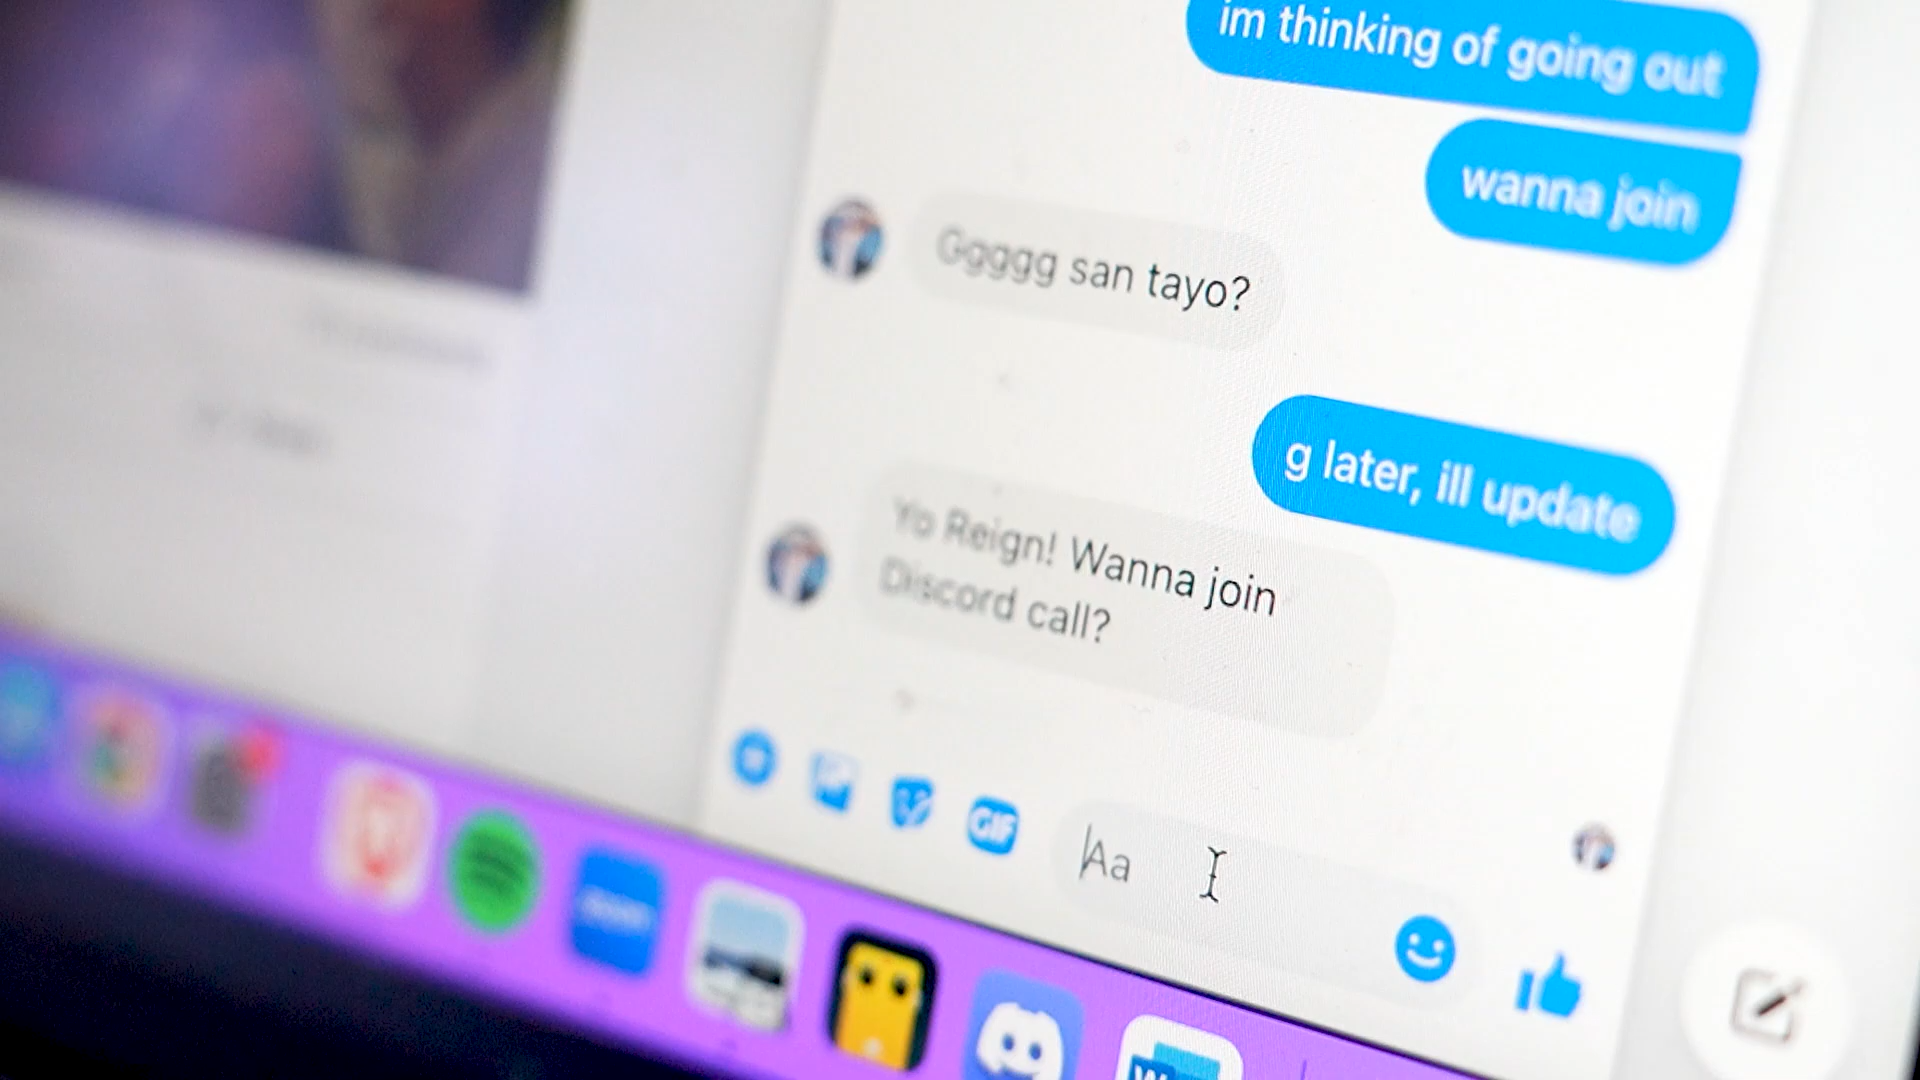 im thinking of going out
wanna join
Ggggg san tayo?
g later, ill update
Yo Reign! Wanna join
Discord call?
GIF
Aa
W